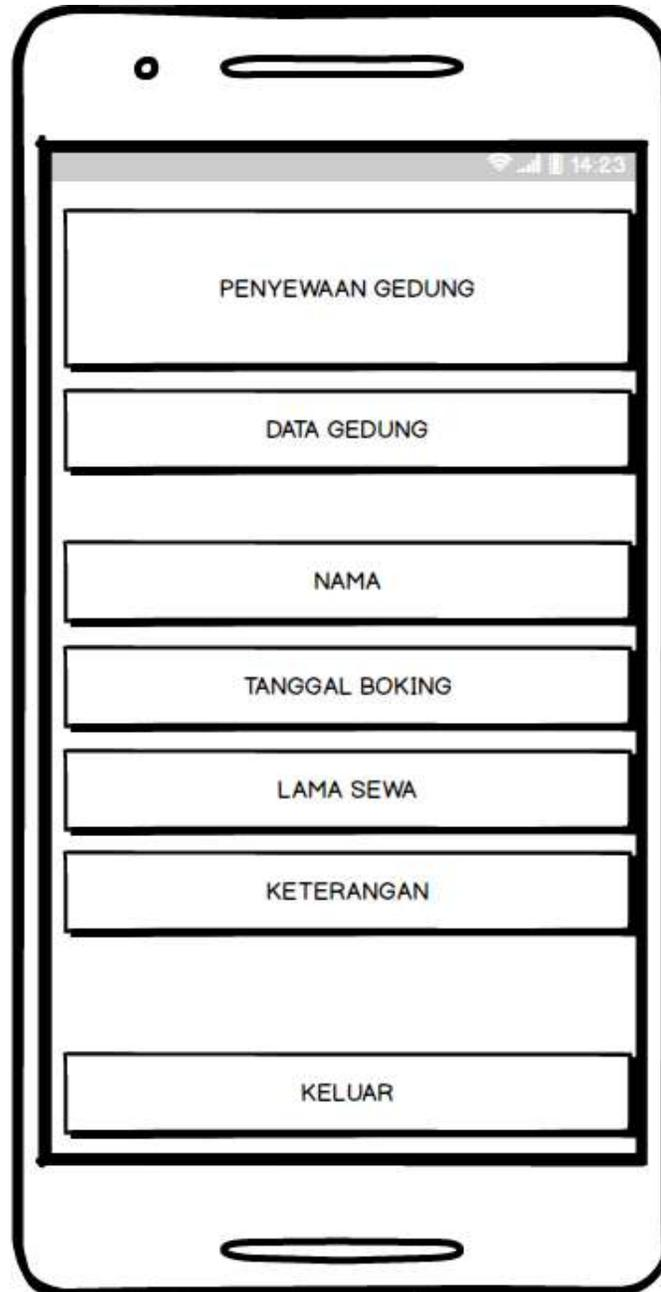 14:23
PENYEWAAN GEDUNG
DATA GEDUNG
NAMA
TANGGAL BOKING
LAMA SEWA
KETERANGAN
KELUAR